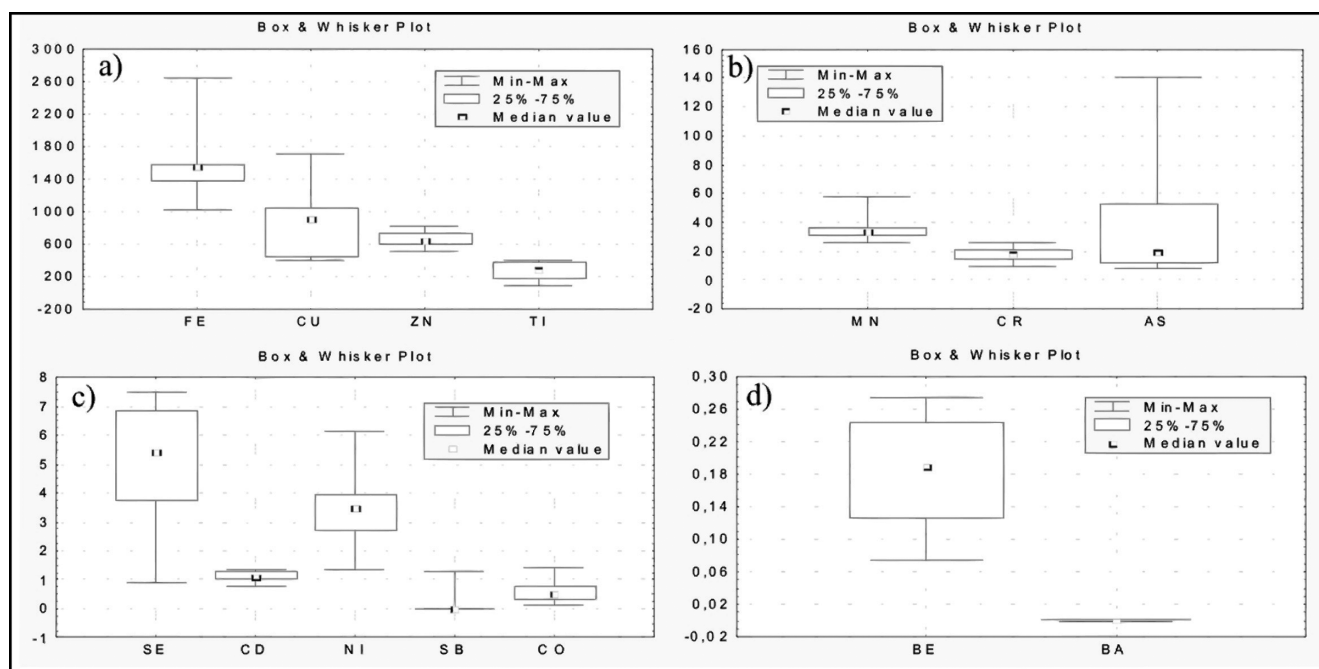 Box & Whisker Plot
a)
3000
2600
2200
1800
1400
1000
600
200
-200
Min-Max
25% -75%
Median value
FE CU ZN TI
Box & Whisker Plot
b)
160
140
120
100
80
60
40
20
0
-20
Min-Max
25% -75%
Median value
MN CR AS
Box & Whisker Plot
c)
8
7
6
5
4
3
2
1
0
-1
Min-Max
25% -75%
Median value
SE CD NI SB CO
Box & Whisker Plot
d)
0,30
0,26
0,22
0,18
0,14
0,10
0,06
0,02
-0,02
Min-Max
25% -75%
Median value
BE BA